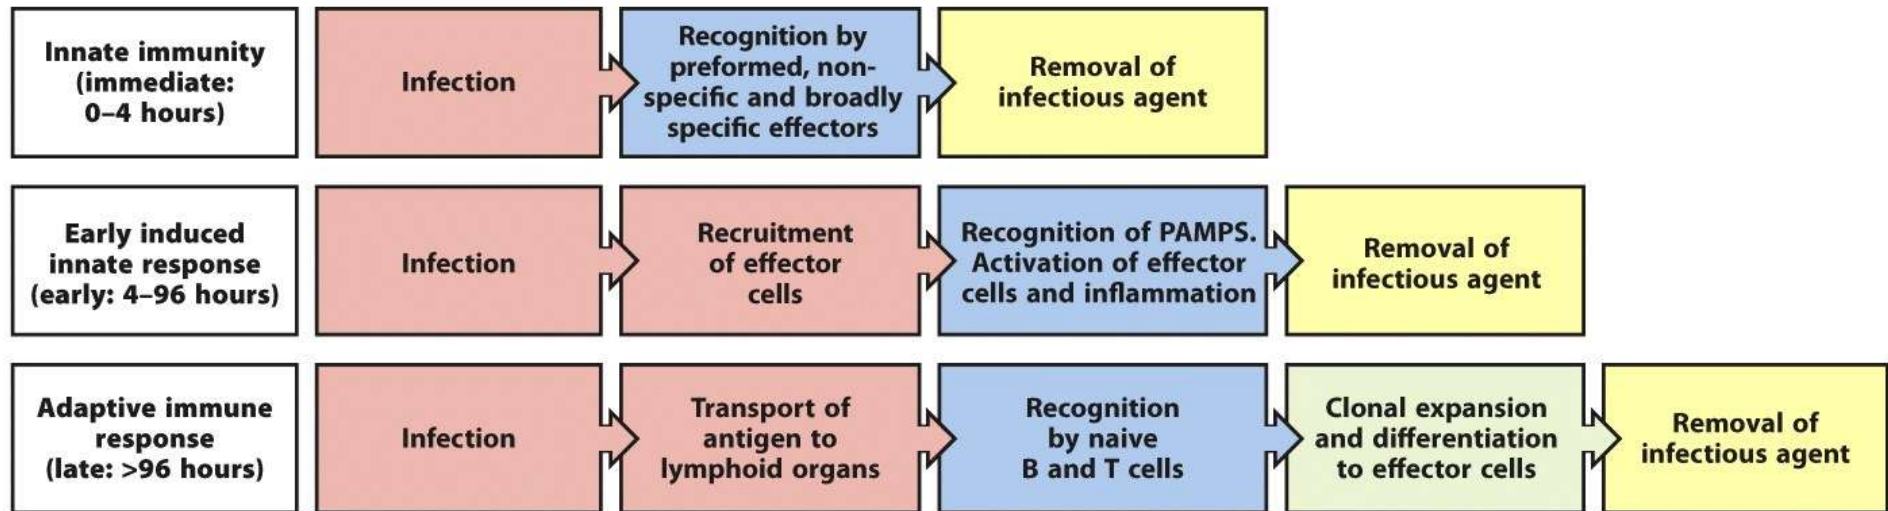 Innate immunity
(immediate:
0–4 hours)
Infection
Recognition by
preformed, non-
specific and broadly
specific effectors
Removal of
infectious agent
Early induced
innate response
(early: 4–96 hours)
Infection
Recruitment
of effector
cells
Recognition of PAMPS.
Activation of effector
cells and inflammation
Removal of
infectious agent
Adaptive immune
response
(late: >96 hours)
Infection
Transport of
antigen to
lymphoid organs
Recognition
by naive
B and T cells
Clonal expansion
and differentiation
to effector cells
Removal of
infectious agent